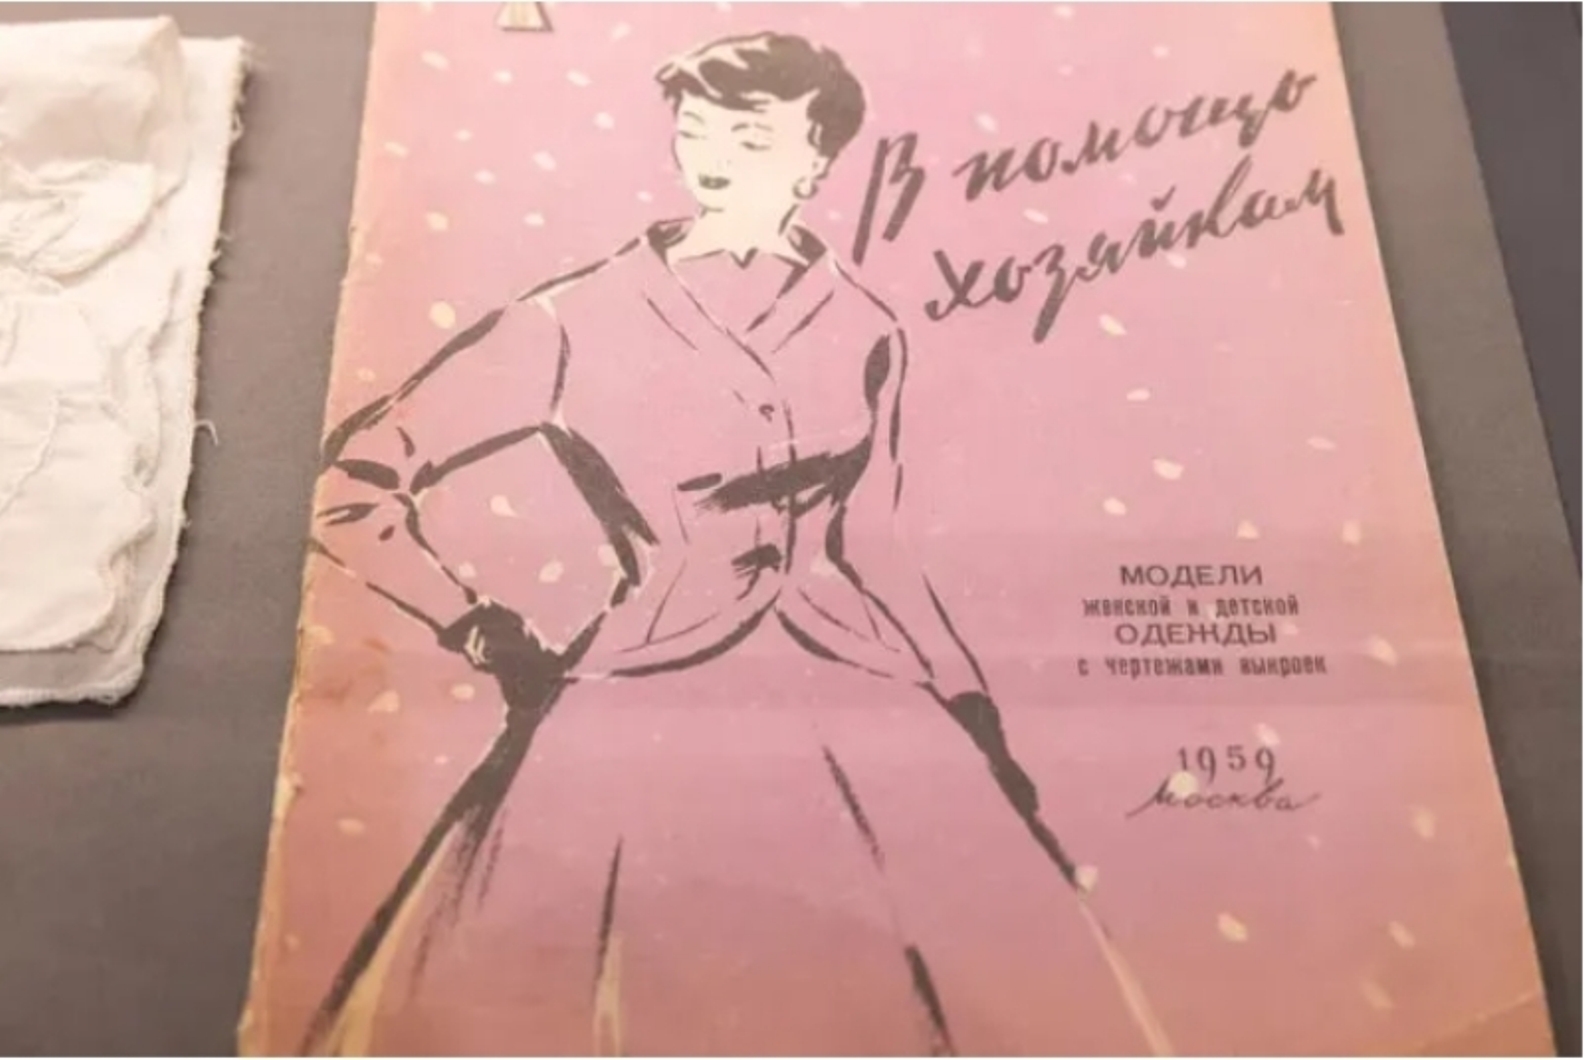 В помощь
хозяйкам
МОДЕЛИ
женской и детской
ОДЕЖДЫ
с чертежами выкроек
1959
Москва